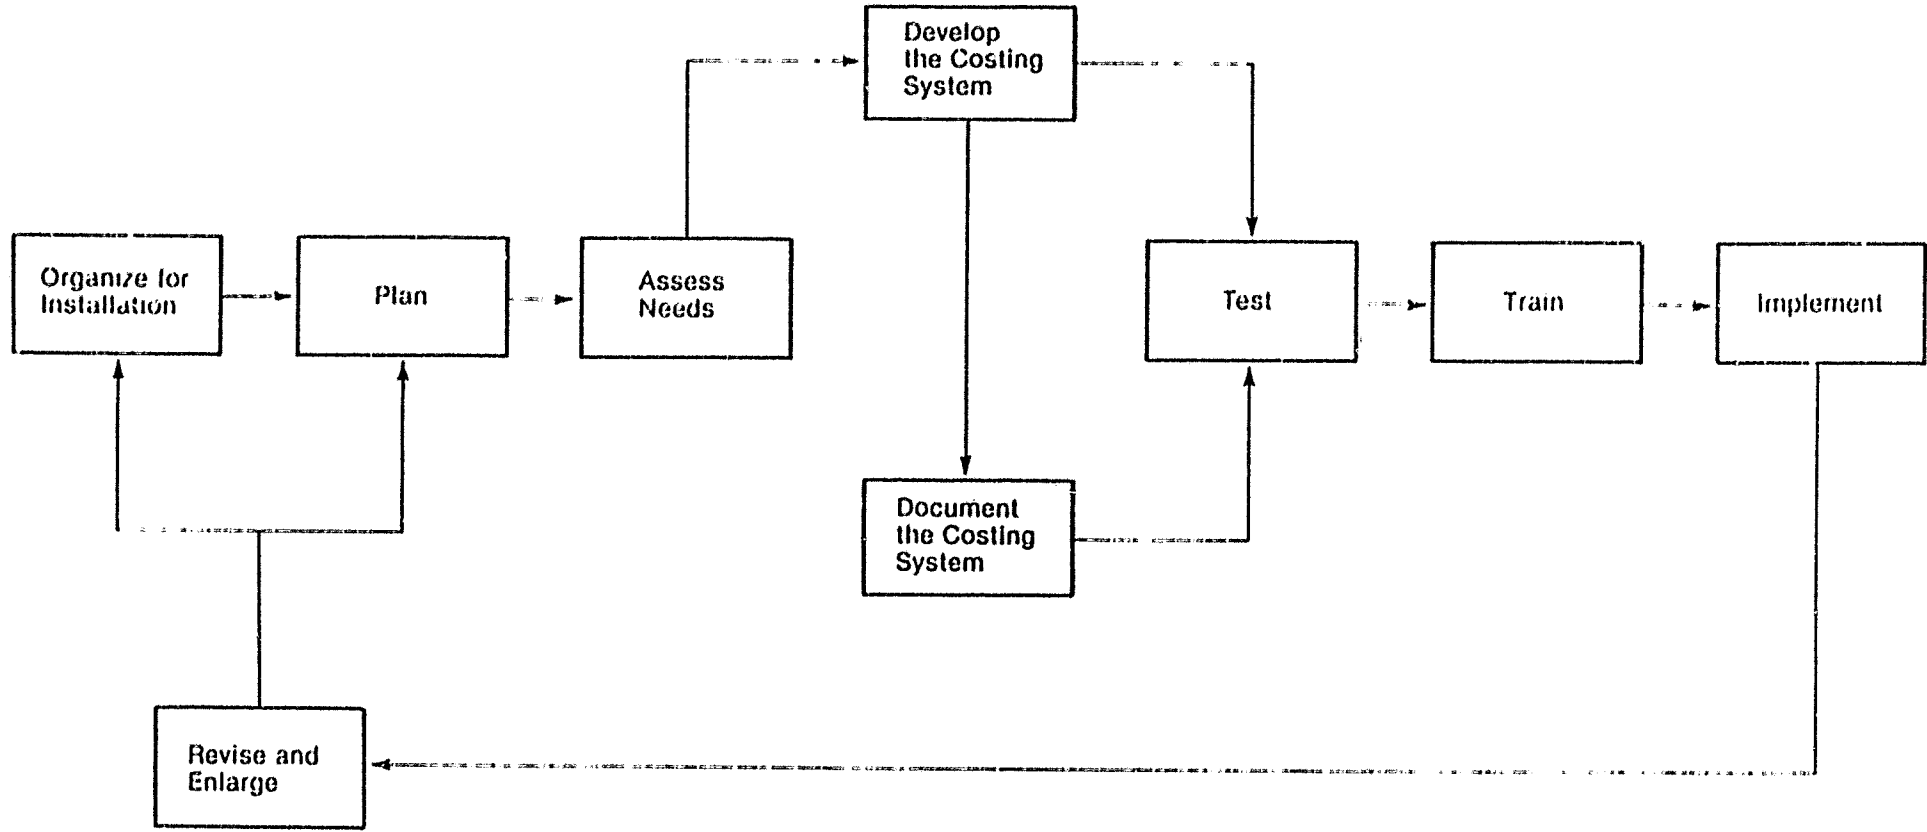 Develop
the Costing
System
Organize for
Installation
Plan
Assess
Needs
Test
Train
Implement
Document
the Costing
System
Revise and
Enlarge